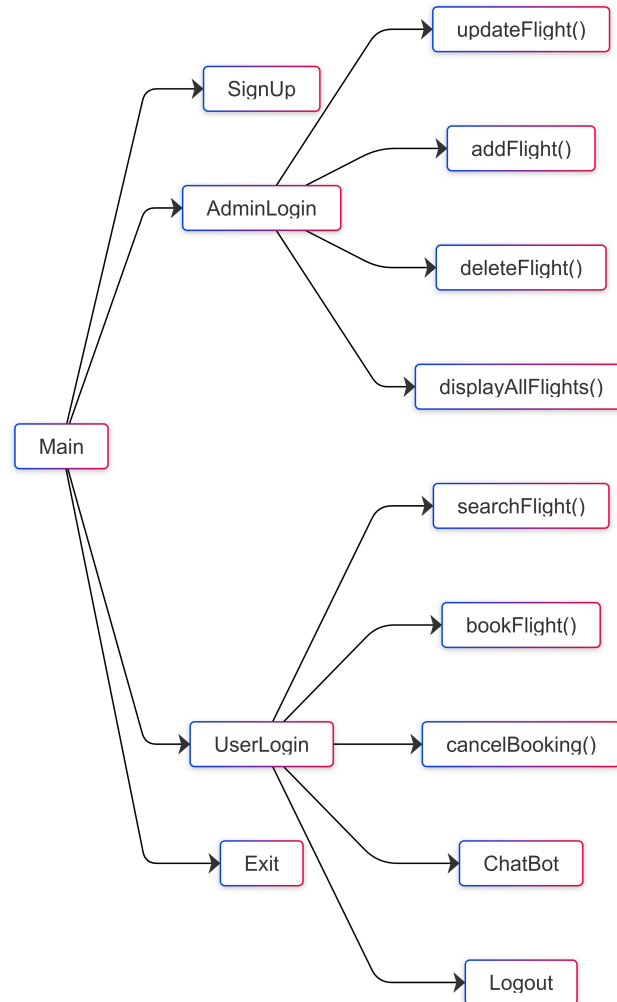 updateFlight()
SignUp
addFlight()
AdminLogin
deleteFlight()
displayAllFlights()
Main
searchFlight()
bookFlight()
UserLogin
cancelBooking()
Exit
ChatBot
Logout